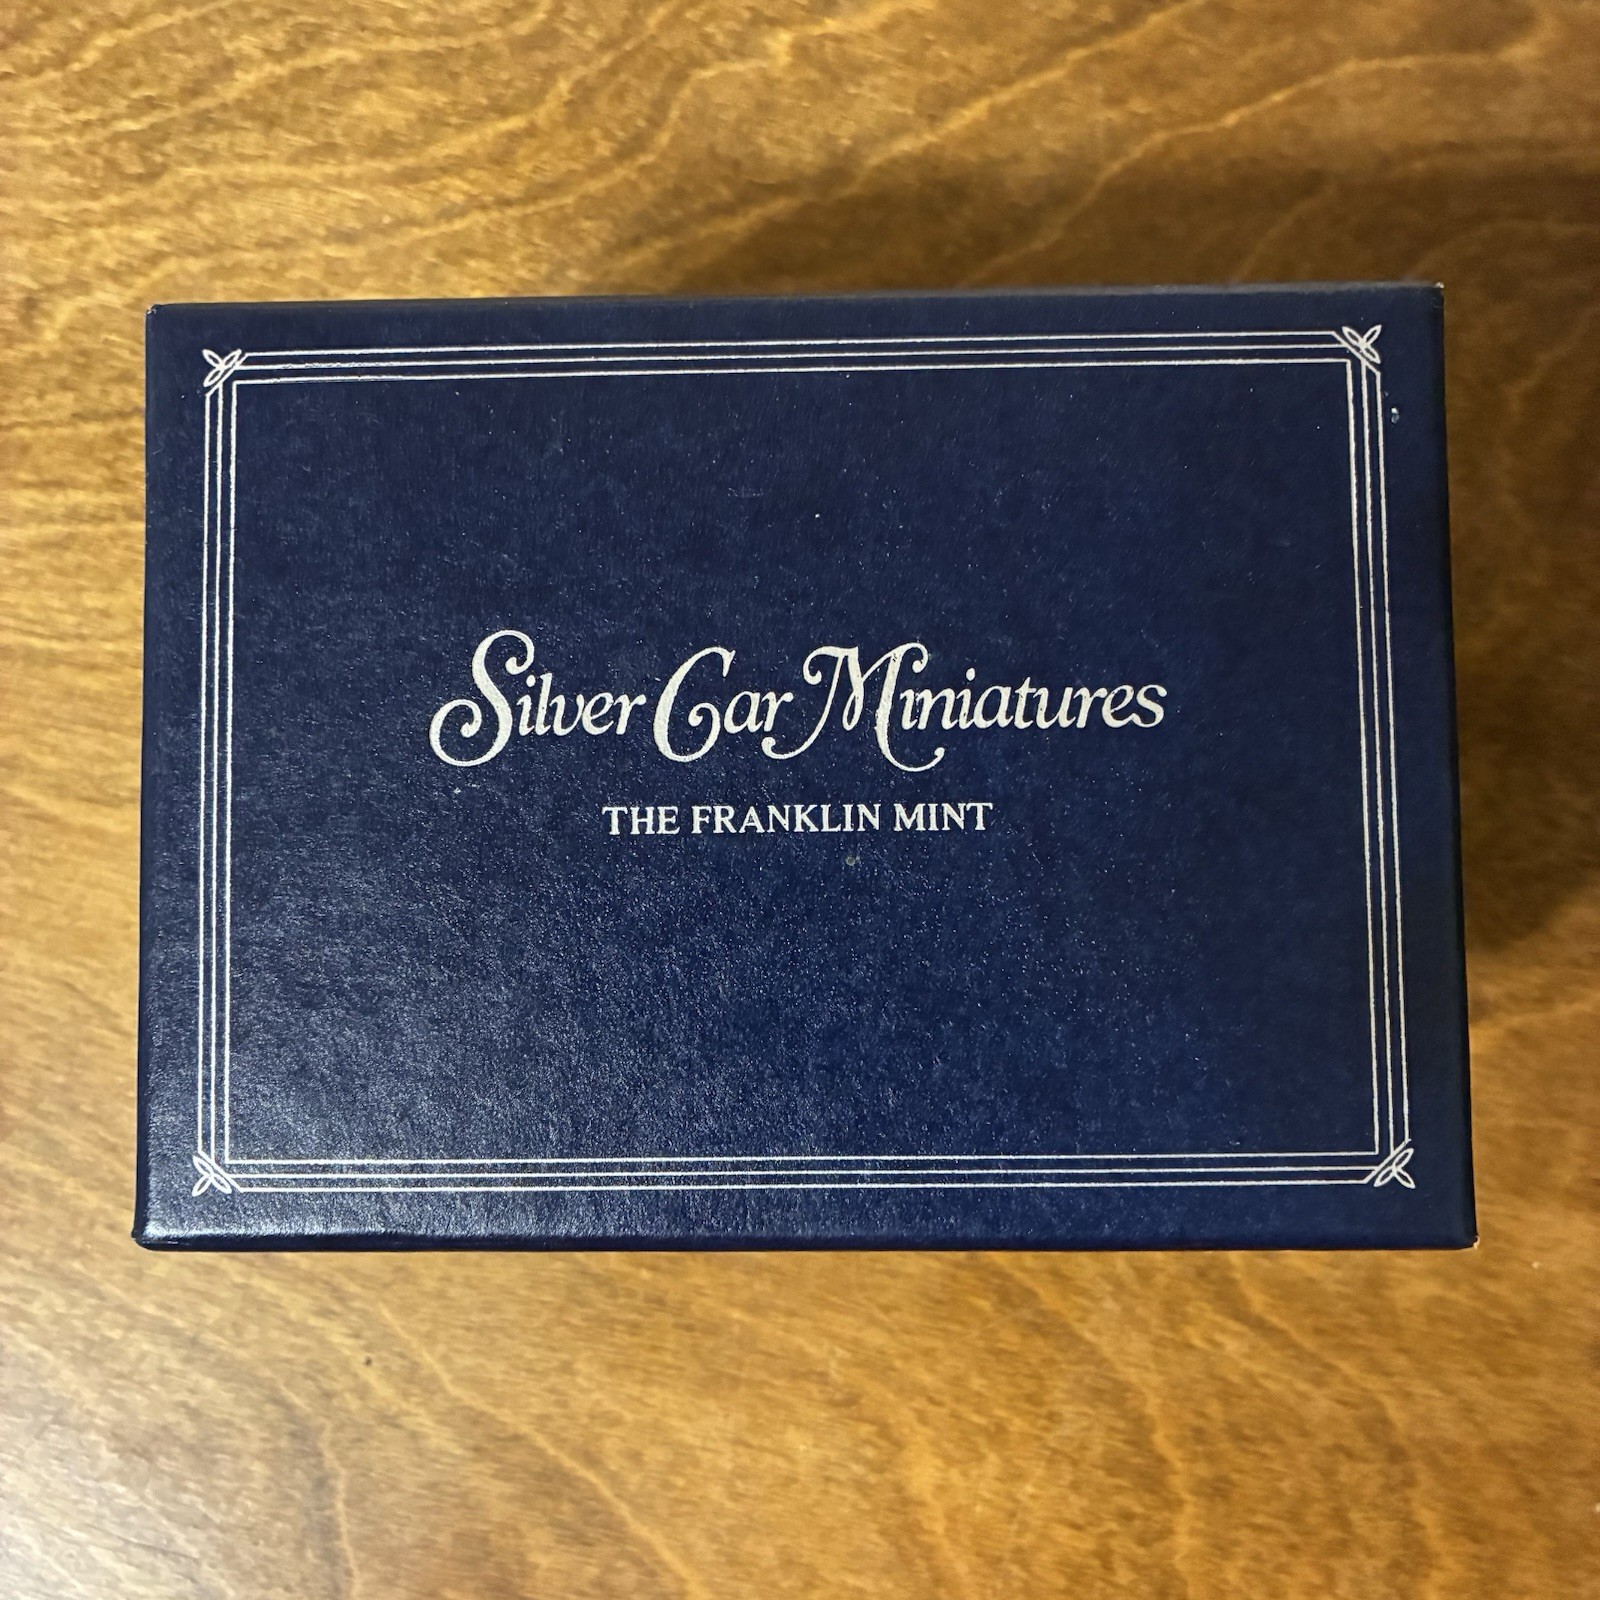 Silver Car Miniatures
THE FRANKLIN MINT